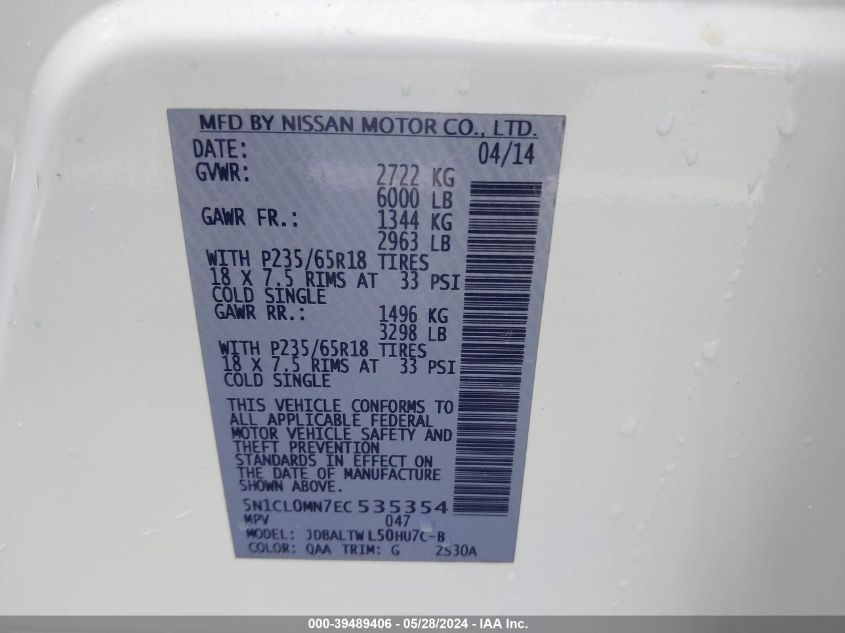 MFD BY NISSAN MOTOR CO., LTD.
DATE: 04/14
GVWR: 2722 KG
6000 LB
GAWR FR.: 1344 KG
2963 LB
WITH P235/65R18 TIRES
18 X 7.5 RIMS AT 33 PSI
COLD SINGLE
GAWR RR.: 1496 KG
3298 LB
WITH P235/65R18 TIRES
18 X 7.5 RIMS AT 33 PSI
COLD SINGLE
THIS VEHICLE CONFORMS TO
ALL APPLICABLE FEDERAL
MOTOR VEHICLE SAFETY AND
THEFT PREVENTION
STANDARDS IN EFFECT ON
THE DATE OF MANUFACTURE
SHOWN ABOVE.
5N1CL0MN7EC535354
MPV 047
MODEL: JDBALTWL50HU7C-B
COLOR: QAA TRIM: G 2S30A
000-39489406 - 05/28/2024 - IAA Inc.